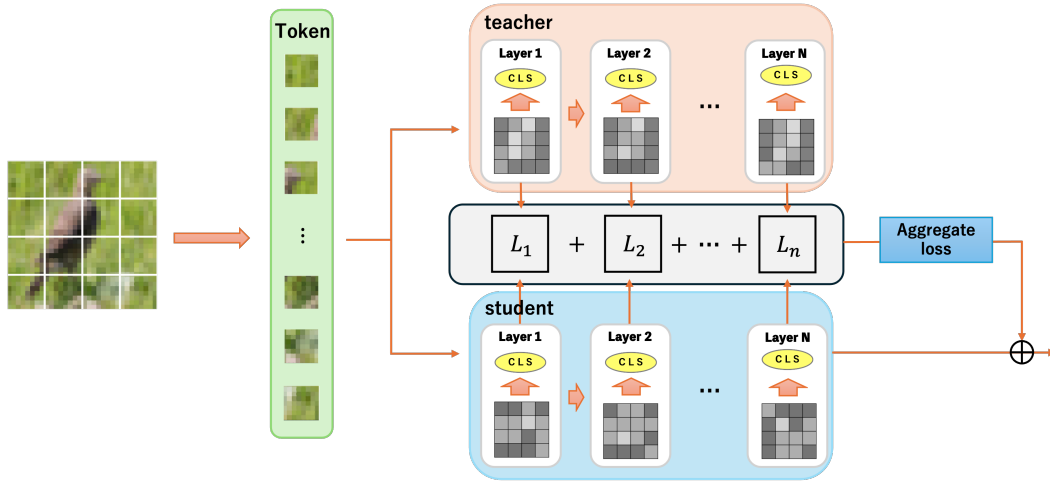 Token
⋮
teacher
Layer 1
Layer 2
Layer N
CLS
CLS
...
CLS
L₁ + L₂ + ... + Lₙ
Aggregate
loss
student
Layer 1
Layer 2
Layer N
CLS
CLS
...
CLS